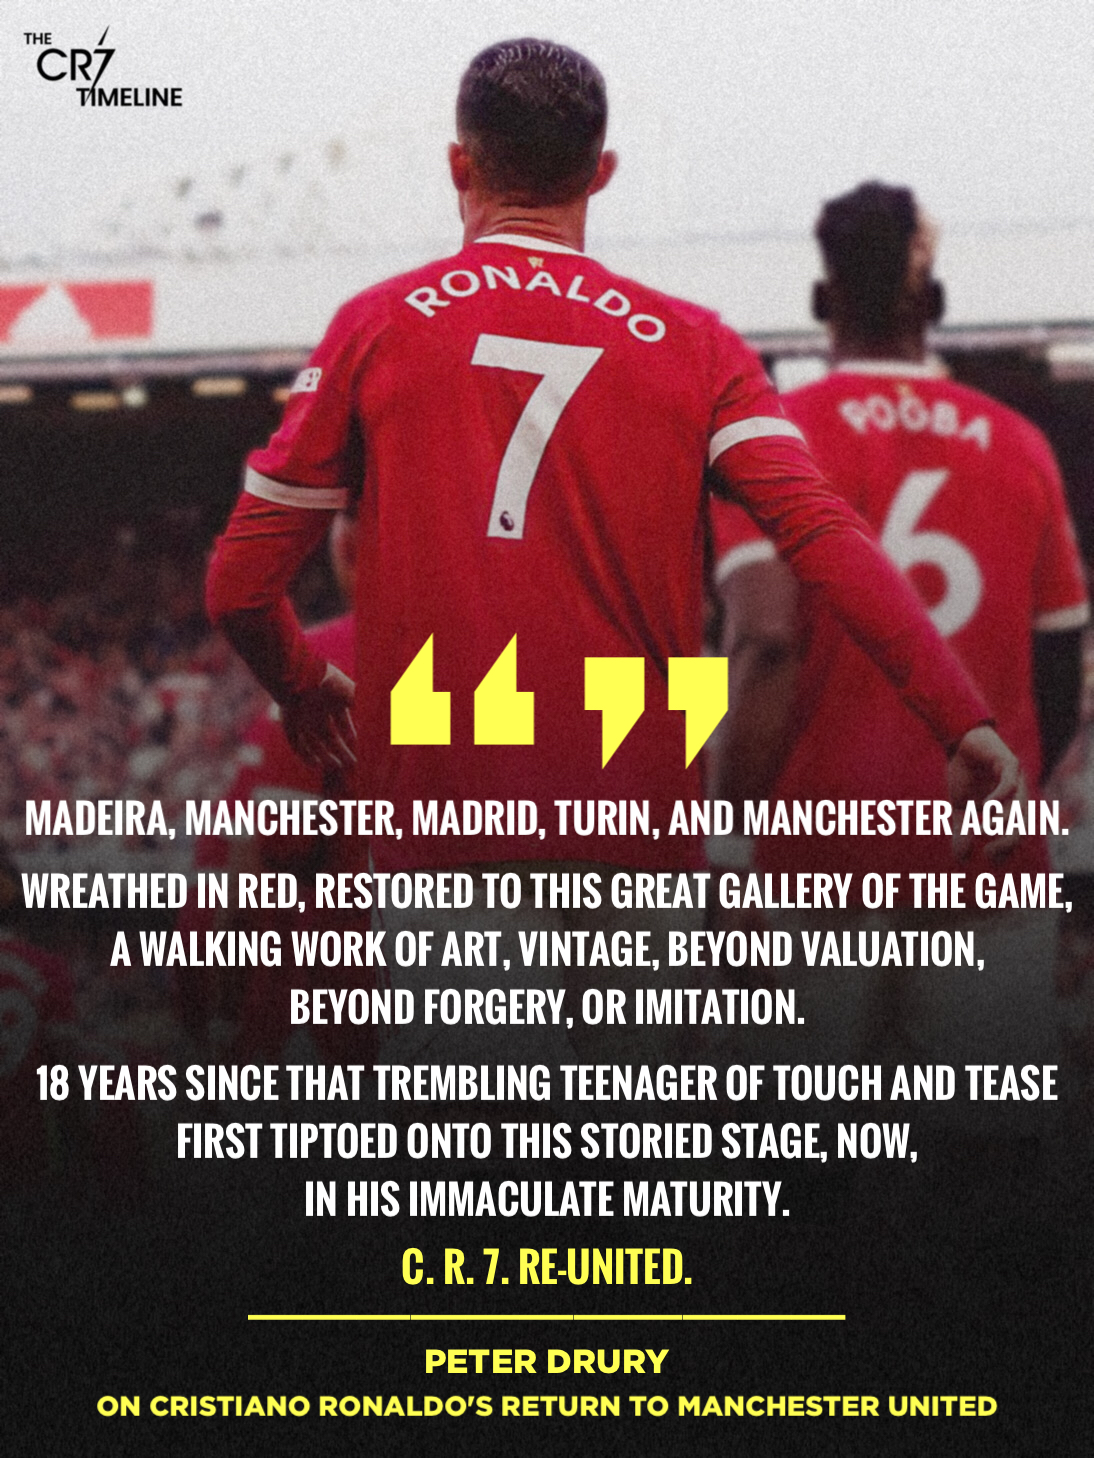 THE
CR7
TIMELINE
RONALDO
7
POGBA
6
MADEIRA, MANCHESTER, MADRID, TURIN, AND MANCHESTER AGAIN.
WREATHED IN RED, RESTORED TO THIS GREAT GALLERY OF THE GAME,
A WALKING WORK OF ART, VINTAGE, BEYOND VALUATION,
BEYOND FORGERY, OR IMITATION.
18 YEARS SINCE THAT TREMBLING TEENAGER OF TOUCH AND TEASE
FIRST TIPTOED ONTO THIS STORIED STAGE, NOW,
IN HIS IMMACULATE MATURITY.
C. R. 7. RE-UNITED.
PETER DRURY
ON CRISTIANO RONALDO'S RETURN TO MANCHESTER UNITED